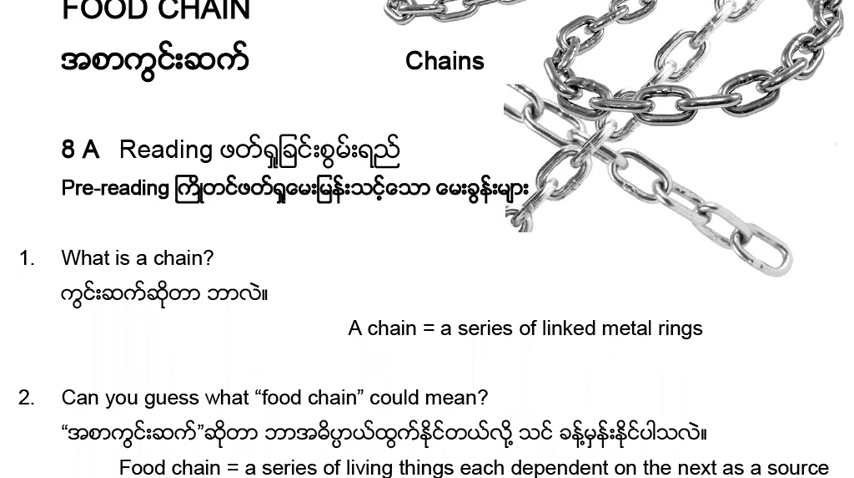 FOOD CHAIN
အစာကွင်းဆက်
Chains
8 A Reading ဖတ်ရှုခြင်းစွမ်းရည်
Pre-reading ကြိုတင်ဖတ်ရှုမေးမြန်းသင့်သော မေးခွန်းများ
1. What is a chain?
ကွင်းဆက်ဆိုတာ ဘာလဲ။
A chain = a series of linked metal rings
2. Can you guess what “food chain” could mean?
“အစာကွင်းဆက်”ဆိုတာ ဘာအဓိပ္ပာယ်ထွက်နိုင်တယ်လို့ သင် ခန့်မှန်းနိုင်ပါသလဲ။
Food chain = a series of living things each dependent on the next as a source